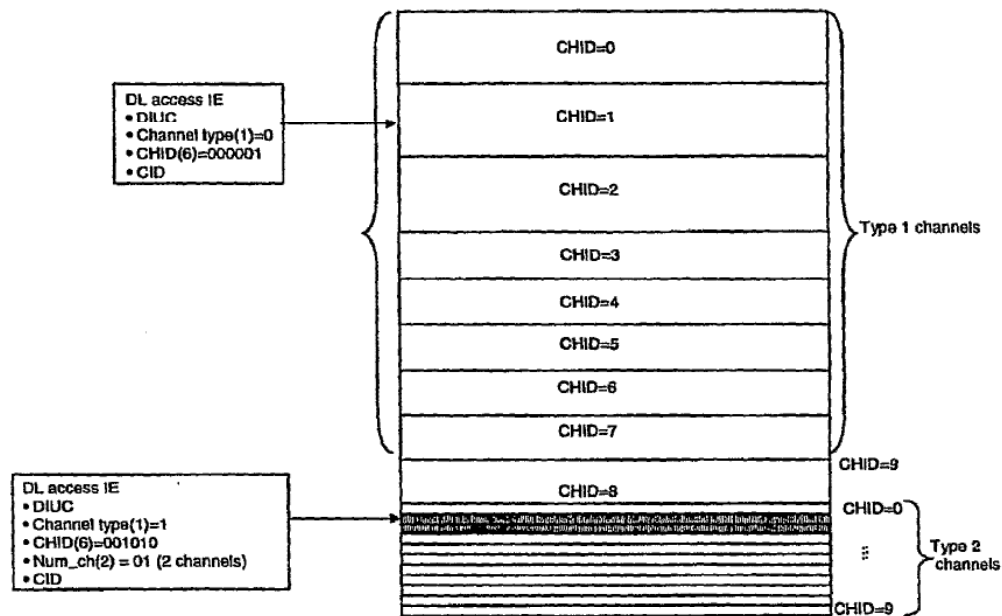 CHID=0
DL access IE
• DIUC
• Channel type(1)=0
• CHID(6)=000001
• CID
CHID=1
CHID=2
Type 1 channels
CHID=3
CHID=4
CHID=5
CHID=6
CHID=7
CHID=9
DL access IE
• DIUC
• Channel type(1)=1
• CHID(6)=001010
• Num_ch(2) = 01 (2 channels)
• CID
CHID=8
CHID=0
Type 2
channels
CHID=9